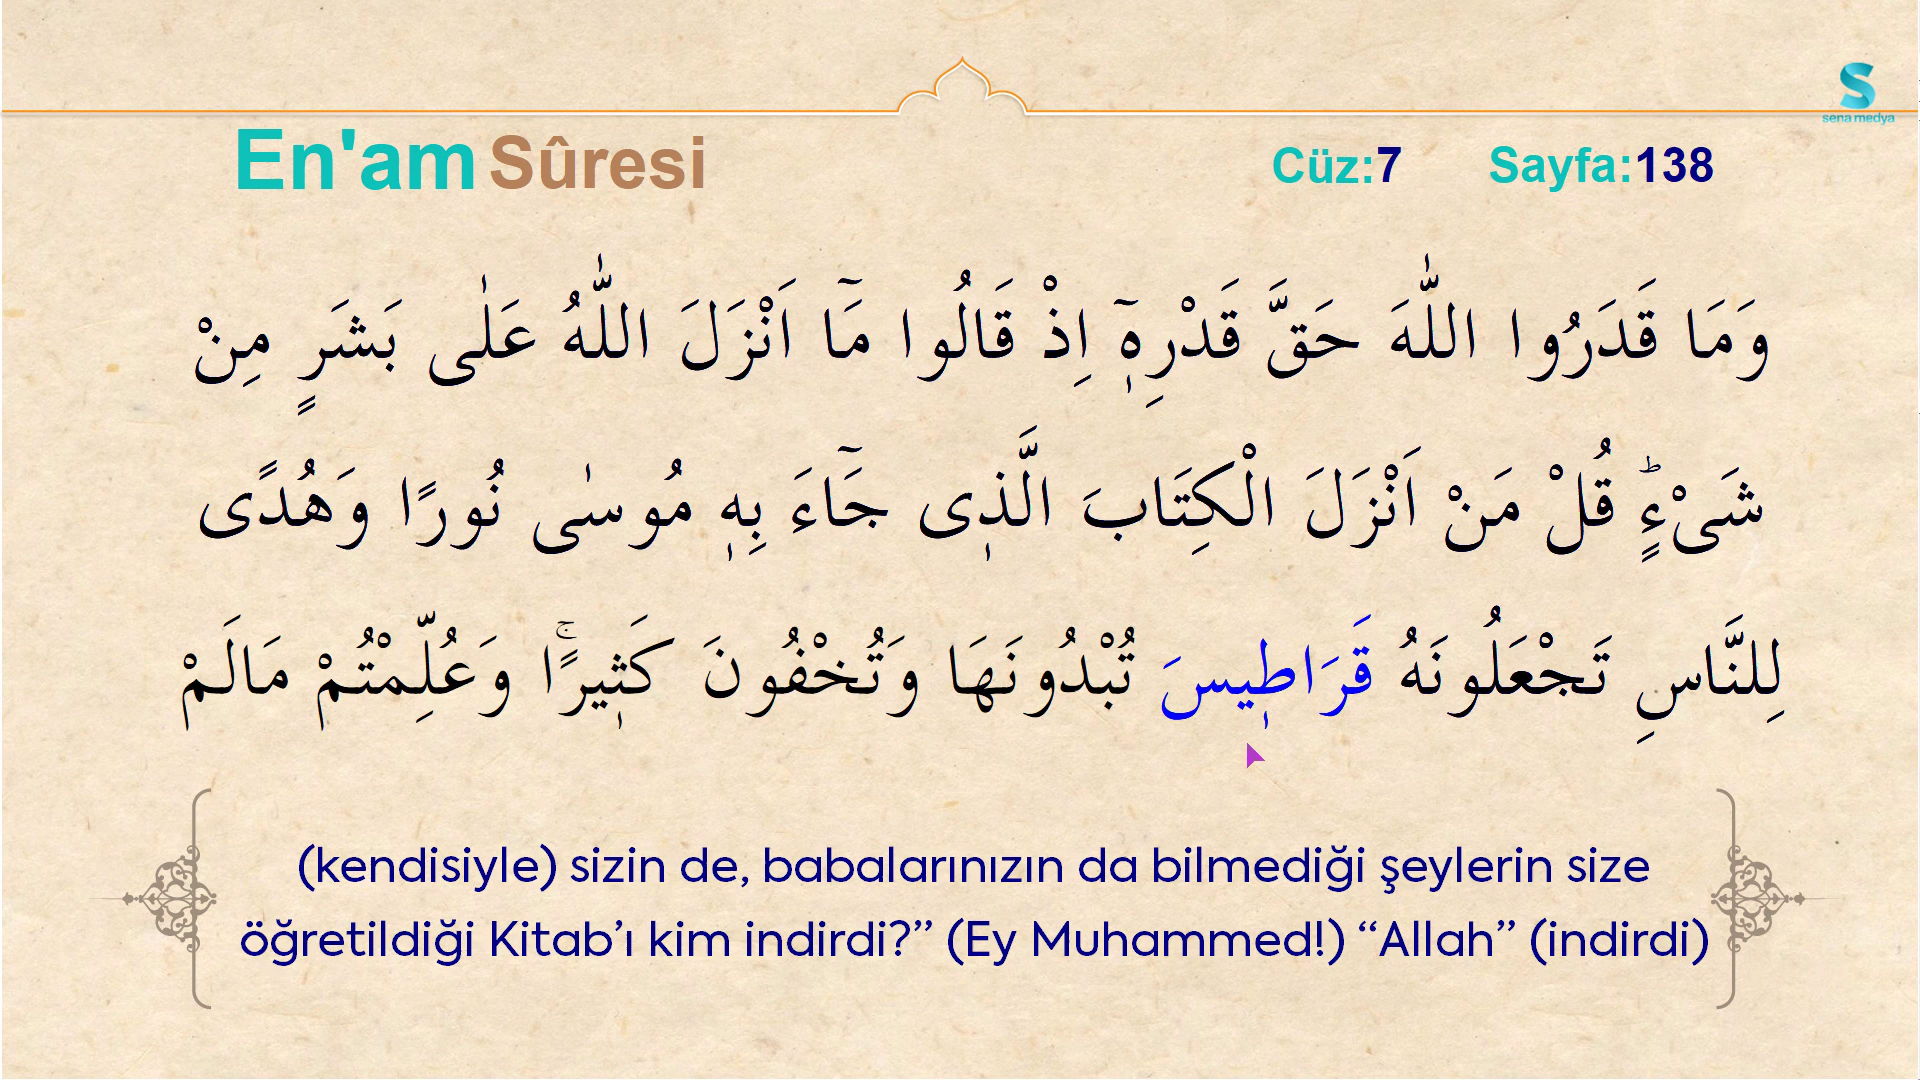 sena medya
En'am Sûresi Cüz:7 Sayfa:138
وَمَا قَدَرُوا اللّٰهَ حَقَّ قَدْرِهٖٓ اِذْ قَالُوا مَٓا اَنْزَلَ اللّٰهُ عَلٰى بَشَرٍ مِنْ
شَىْءٍۜ قُلْ مَنْ اَنْزَلَ الْكِتَابَ الَّذٖى جَٓاءَ بِهٖ مُوسٰى نُورًا وَهُدًى
لِلنَّاسِ تَجْعَلُونَهُ قَرَاطٖيسَ تُبْدُونَهَا وَتُخْفُونَ كَثٖيرًاۚ وَعُلِّمْتُمْ مَالَمْ
(kendisiyle) sizin de, babalarınızın da bilmediği şeylerin size
öğretildiği Kitab’ı kim indirdi?” (Ey Muhammed!) “Allah” (indirdi)